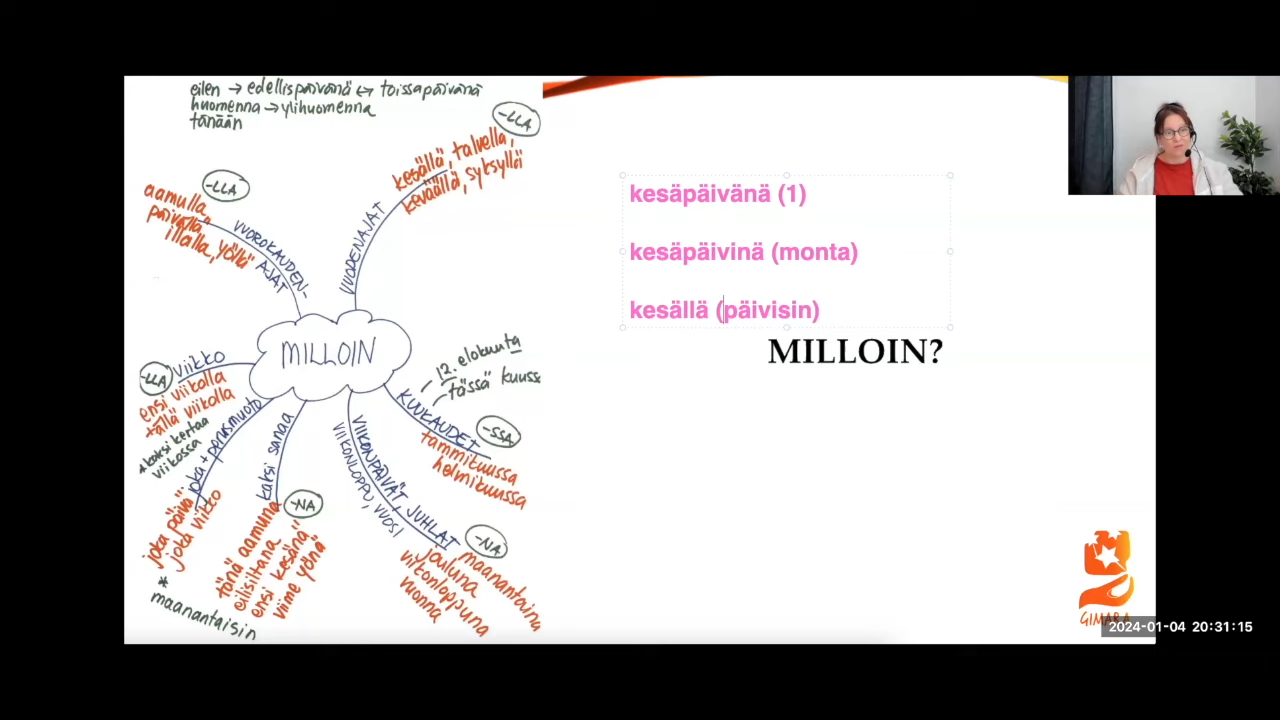 eilen → edellispäivänä ↔ toissapäivänä
huomenna → ylihuomenna
tänään
-LLA
kesällä, talvella,
keväällä, syksyllä
VUODENAJAT
-LLA
aamulla,
päivällä,
illalla, yöllä
VUOROKAUDEN-
AJAT
MILLOIN
viikko
-LLA
ensi viikolla
tällä viikolla
* kaksi kertaa
viikossa
joka + perusmuoto
joka päivä
joka viikko
*
maanantaisin
kaksi sanaa
-NA
tänä aamuna
eilisiltana
ensi kesänä
viime yönä
VIIKONPÄIVÄT, JUHLAT
VIIKONLOPPU, VUOSI
-NA
maanantaina
jouluna
viikonloppuna
vuonna
KUUKAUDET
12. elokuuta
tässä kuuss
-SSA
tammikuussa
helmikuussa
kesäpäivänä (1)
kesäpäivinä (monta)
kesällä (päivisin)
MILLOIN?
GIMARA
2024-01-04 20:31:15